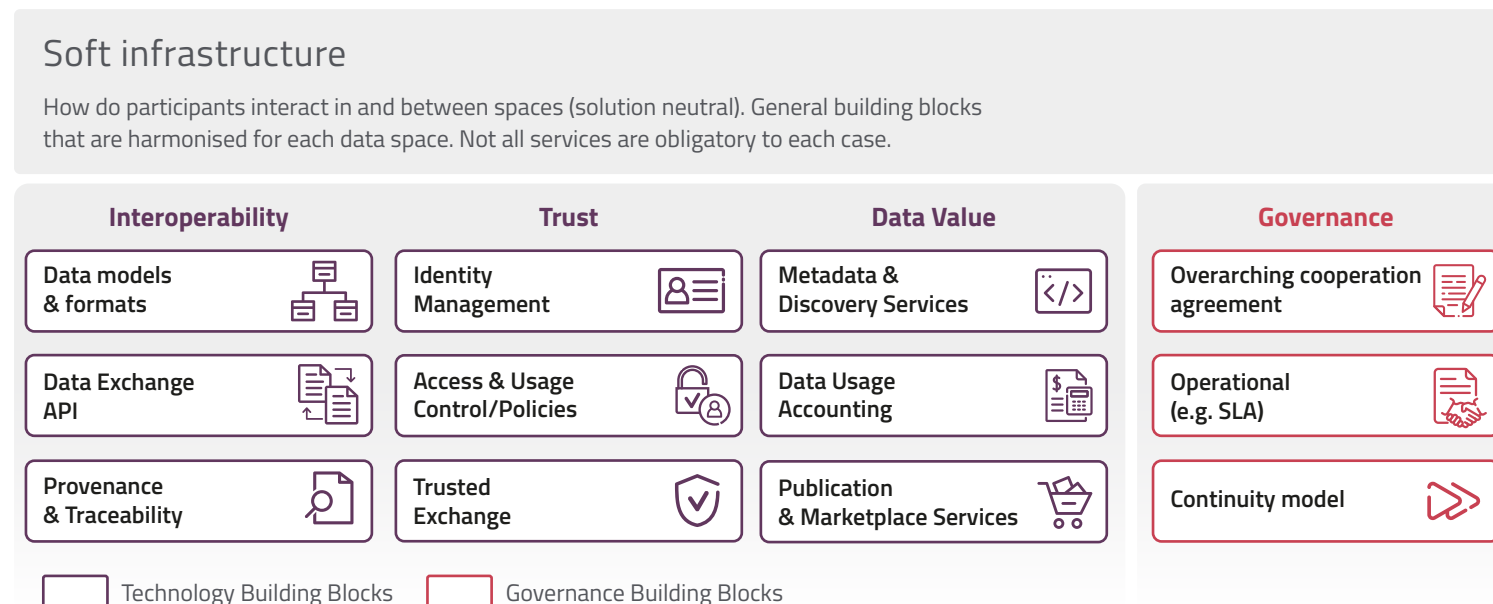 Soft infrastructure
How do participants interact in and between spaces (solution neutral). General building blocks
that are harmonised for each data space. Not all services are obligatory to each case.
Interoperability
Data models
& formats
Data Exchange
API
Provenance
& Traceability
Trust
Identity
Management
Access & Usage
Control/Policies
Trusted
Exchange
Data Value
Metadata &
Discovery Services
</>
Data Usage
Accounting
$
Publication
& Marketplace Services
Governance
Overarching cooperation
agreement
Operational
(e.g. SLA)
Continuity model
Technology Building Blocks
Governance Building Blocks